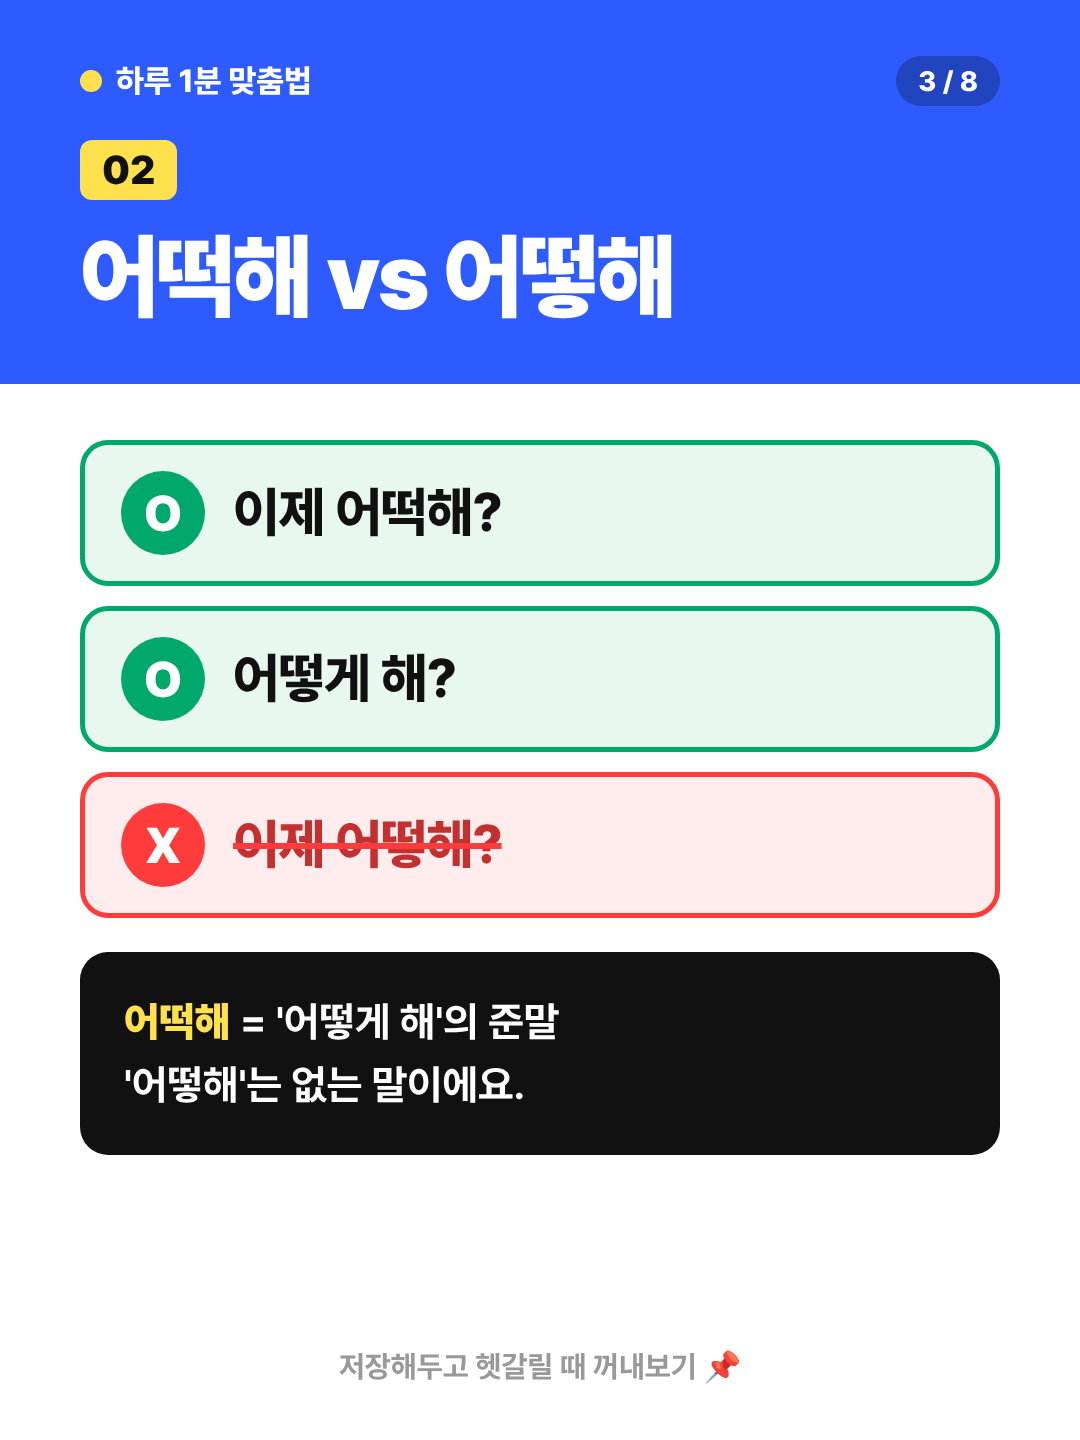 하루 1분 맞춤법
3 / 8
02
어떡해 vs 어떻해
O 이제 어떡해?
O 어떻게 해?
X 이제 어떻해?
어떡해 = '어떻게 해'의 준말
'어떻해'는 없는 말이에요.
저장해두고 헷갈릴 때 꺼내보기 📌